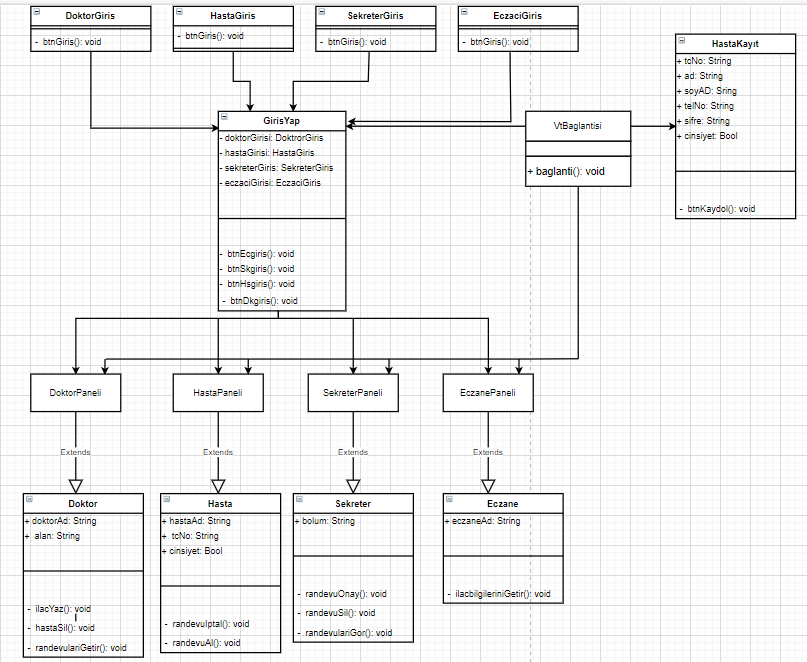 DoktorGiris
- btnGiris(): void
HastaGiris
- btnGiris(): void
SekreterGiris
- btnGiris(): void
EczaciGiris
- btnGiris(): void
HastaKayıt
+ tcNo: String
+ ad: String
+ soyAD: Sring
+ telNo: String
+ sifre: String
+ cinsiyet: Bool
- btnKaydol(): void
GirisYap
- doktorGirisi: DoktrorGiris
- hastaGirisi: HastaGiris
- sekreterGiris: SekreterGiris
- eczaciGirisi: EczaciGiris
- btnEcgiris(): void
- btnSkgiris(): void
- btnHsgiris(): void
- btnDkgiris(): void
VtBaglantisi
+ baglanti(): void
DoktorPaneli
HastaPaneli
SekreterPaneli
EczanePaneli
Extends
Extends
Extends
Extends
Doktor
+ doktorAd: String
+ alan: String
- ilacYaz(): void
- hastaSil(): void
- randevulariGetir(): void
Hasta
+ hastaAd: String
+ tcNo: String
+ cinsiyet: Bool
- randevuIptal(): void
- randevuAl(): void
Sekreter
+ bolum: String
- randevuOnay(): void
- randevuSil(): void
- randevulariGor(): void
Eczane
+ eczaneAd: String
- ilacbilgileriniGetir(): void